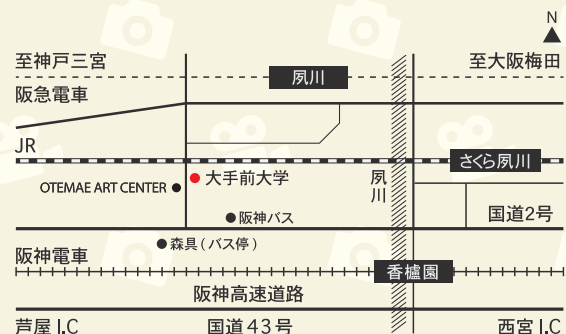 N
至神戸三宮
至大阪梅田
夙川
阪急電車
JR
さくら夙川
OTEMAE ART CENTER
大手前大学
夙川
阪神バス
国道2号
森具(バス停)
阪神電車
香櫨園
阪神高速道路
芦屋 I.C
国道43号
西宮 I.C